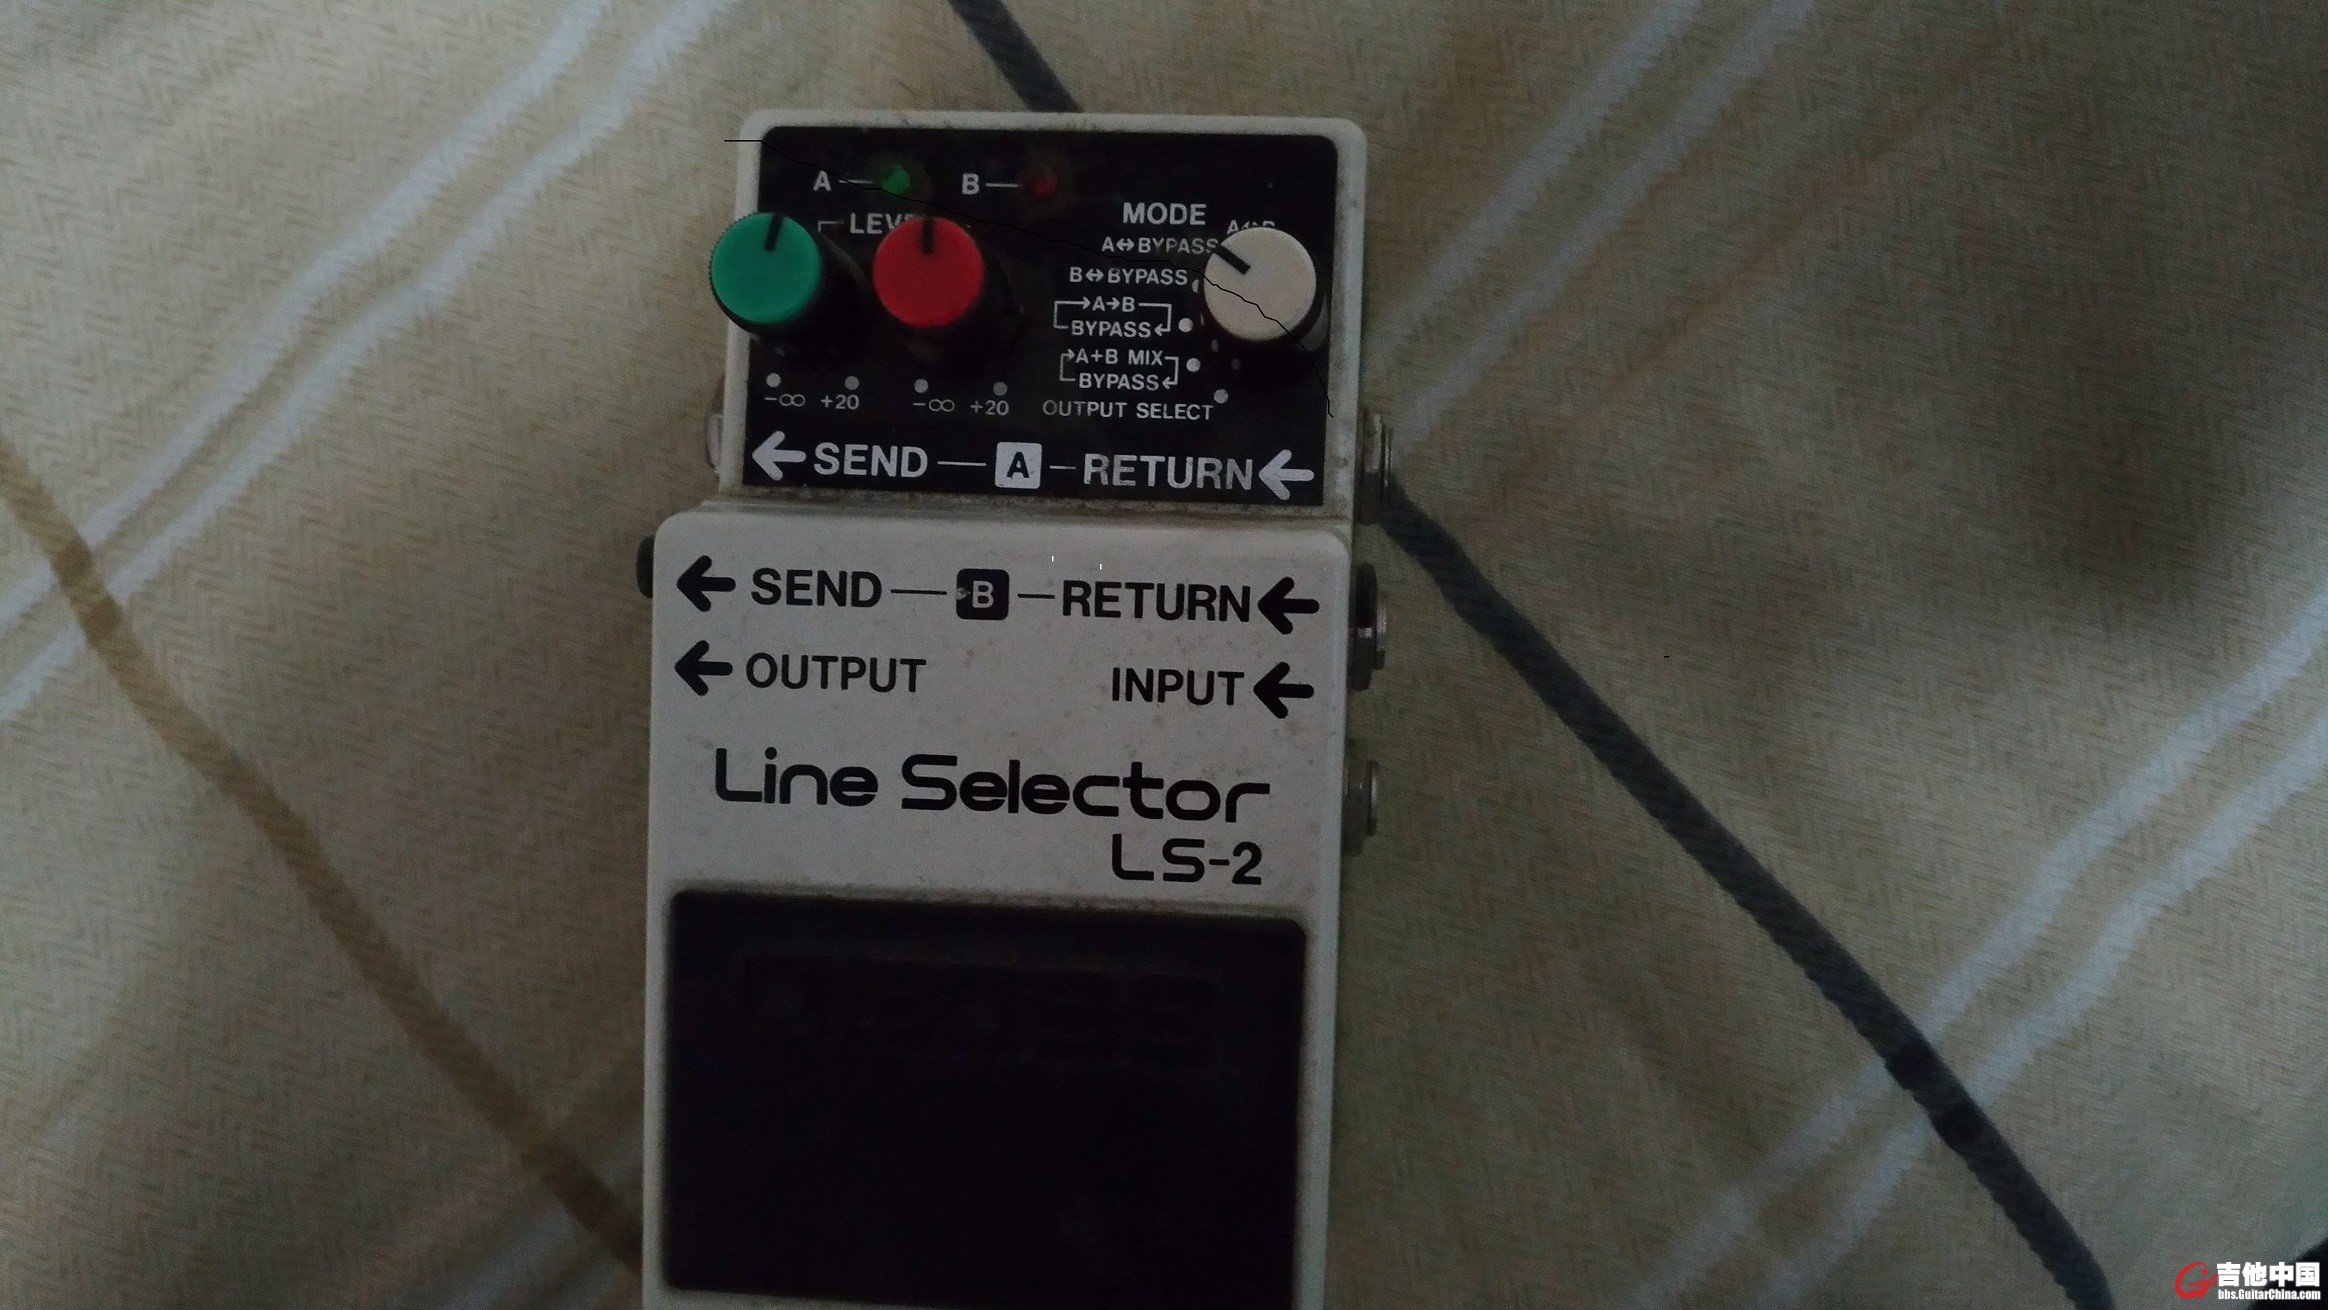 A B
LEVE
MODE
A↔BYPASS
B↔BYPASS
→A→B
BYPASS↲
A+B MIX
BYPASS↲
-∞ +20 -∞ +20 OUTPUT SELECT
←SEND — A — RETURN←
←SEND — B — RETURN←
←OUTPUT INPUT←
Line Selector
LS-2
吉他中国
bbs.GuitarChina.com